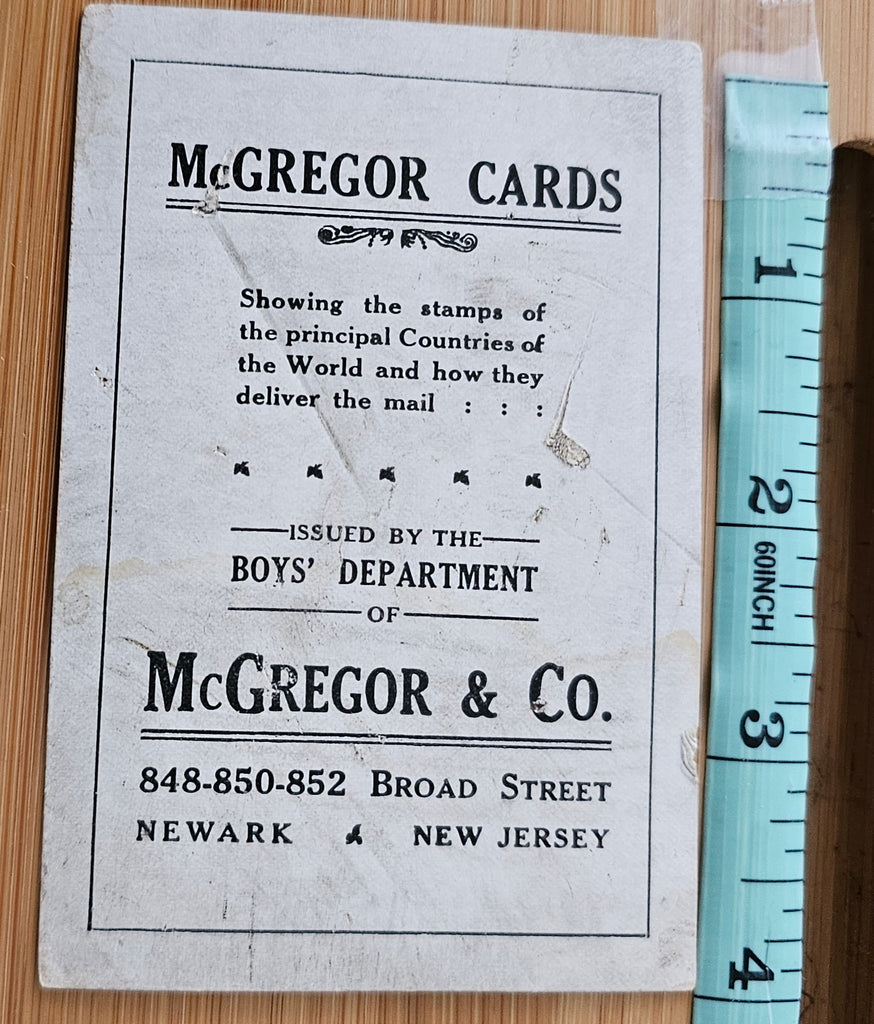 McGREGOR CARDS
Showing the stamps of
the principal Countries of
the World and how they
deliver the mail : : :
ISSUED BY THE
BOYS' DEPARTMENT
OF
McGREGOR & Co.
848-850-852 BROAD STREET
NEWARK NEW JERSEY
1
2
60INCH
3
4